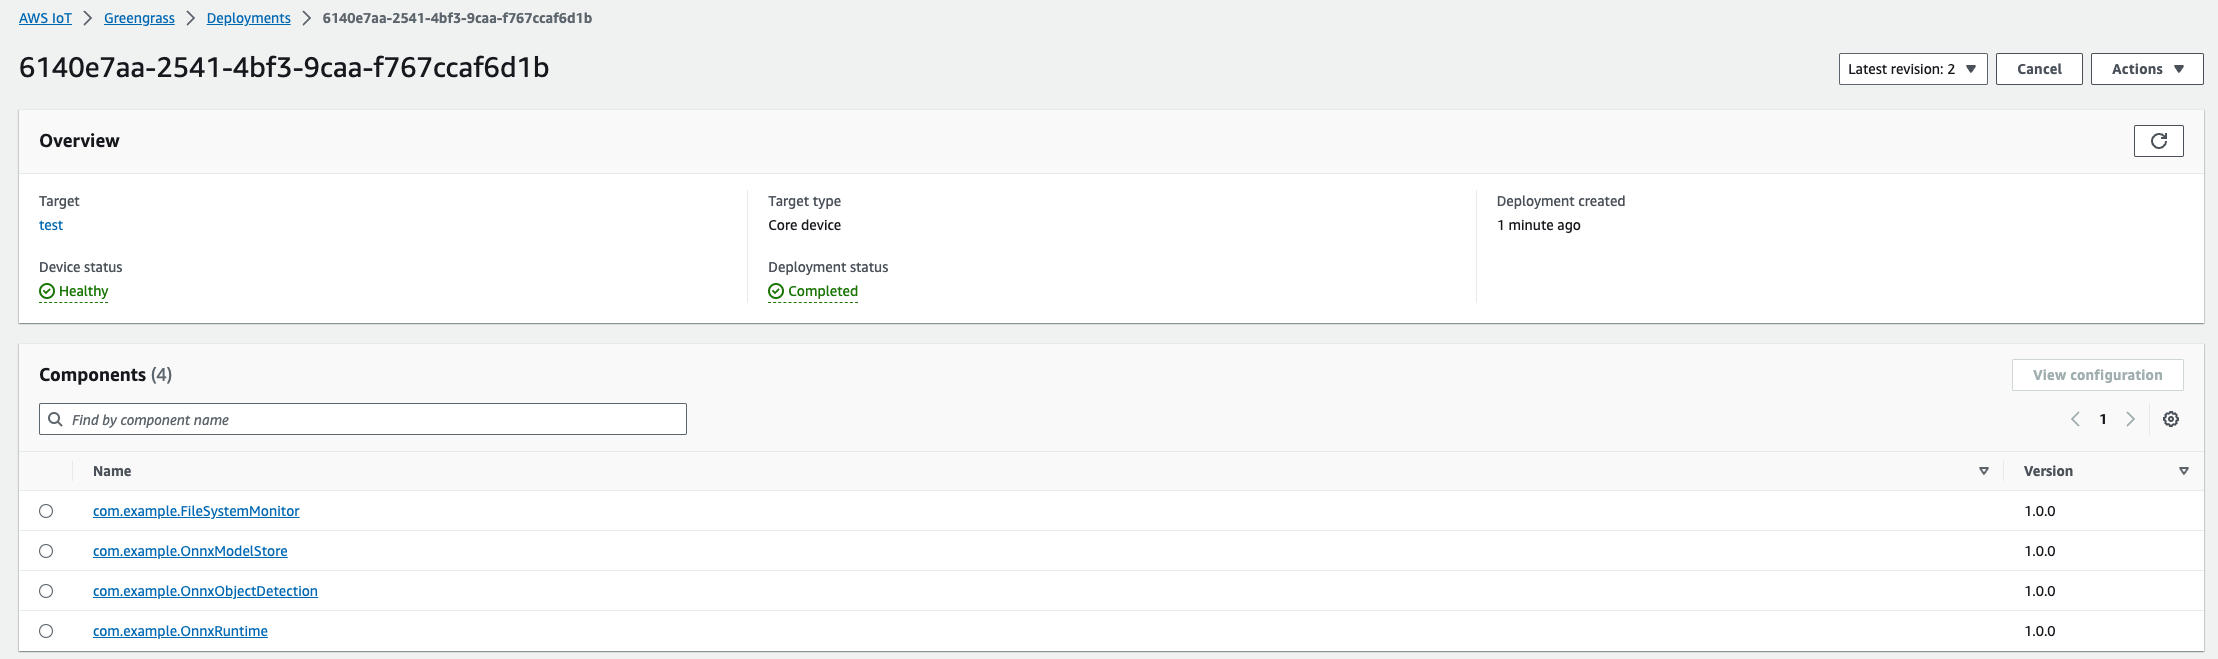 AWS IoT > Greengrass > Deployments > 6140e7aa-2541-4bf3-9caa-f767ccaf6d1b
6140e7aa-2541-4bf3-9caa-f767ccaf6d1b
Latest revision: 2
Cancel
Actions
Overview
Target
test
Target type
Core device
Deployment created
1 minute ago
Device status
Healthy
Deployment status
Completed
Components (4)
View configuration
Find by component name
1
Name
Version
com.example.FileSystemMonitor 1.0.0
com.example.OnnxModelStore 1.0.0
com.example.OnnxObjectDetection 1.0.0
com.example.OnnxRuntime 1.0.0